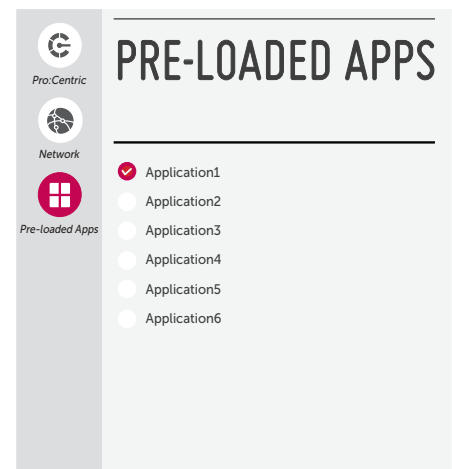 Pro:Centric
Network
Pre-loaded Apps
PRE-LOADED APPS
Application1
Application2
Application3
Application4
Application5
Application6